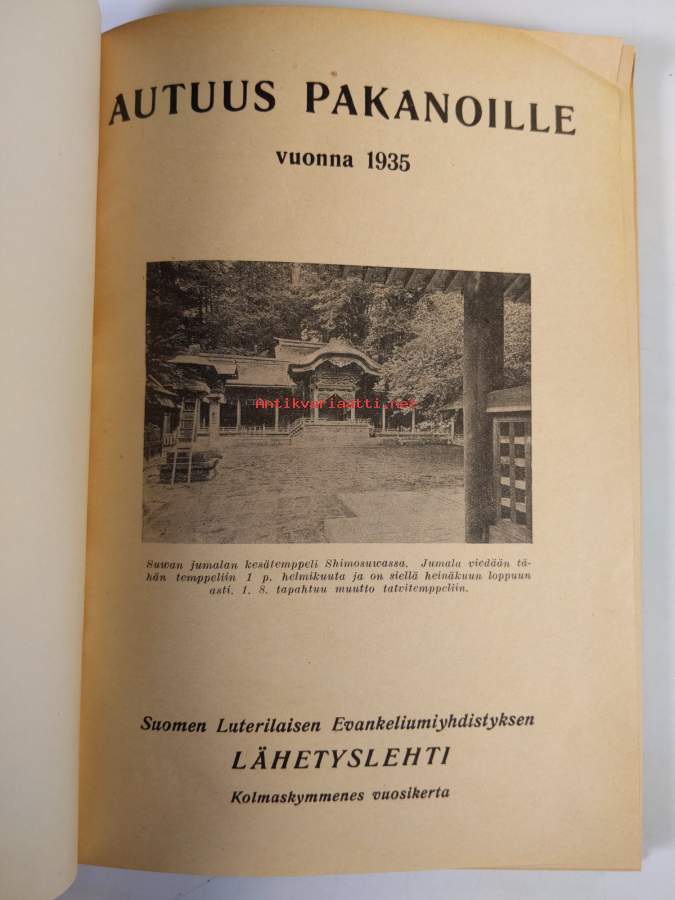 AUTUUS PAKANOILLE
vuonna 1935
Antikvariaatti.net
Suwan jumalan kesätemppeli Shimosuwassa. Jumala viedään tä-
hän temppeliin 1 p. helmikuuta ja on siellä heinäkuun loppuun
asti. 1. 8. tapahtuu muutto talvitemppeliin.
Suomen Luterilaisen Evankeliumiyhdistyksen
LÄHETYSLEHTI
Kolmaskymmenes vuosikerta